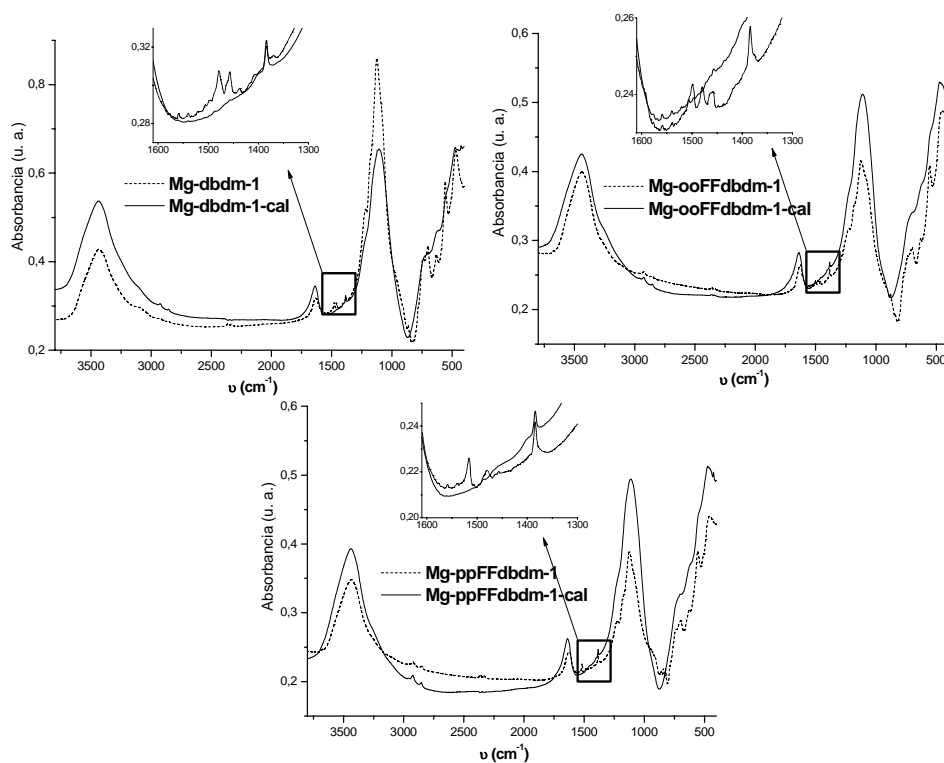 0,32
0,28
1600 1500 1400 1300
0,8
0,6
0,4
0,2
Absorbancia (u. a.)
Mg-dbdm-1
Mg-dbdm-1-cal
3500 3000 2500 2000 1500 1000 500
υ (cm-1)
0,26
0,24
1600 1500 1400 1300
0,6
0,5
0,4
0,3
0,2
Absorbancia (u. a.)
Mg-ooFFdbdm-1
Mg-ooFFdbdm-1-cal
3500 3000 2500 2000 1500 1000 500
υ (cm-1)
0,24
0,22
0,20
1600 1500 1400 1300
0,6
0,5
0,4
0,3
0,2
Absorbancia (u. a.)
Mg-ppFFdbdm-1
Mg-ppFFdbdm-1-cal
3500 3000 2500 2000 1500 1000 500
υ (cm-1)